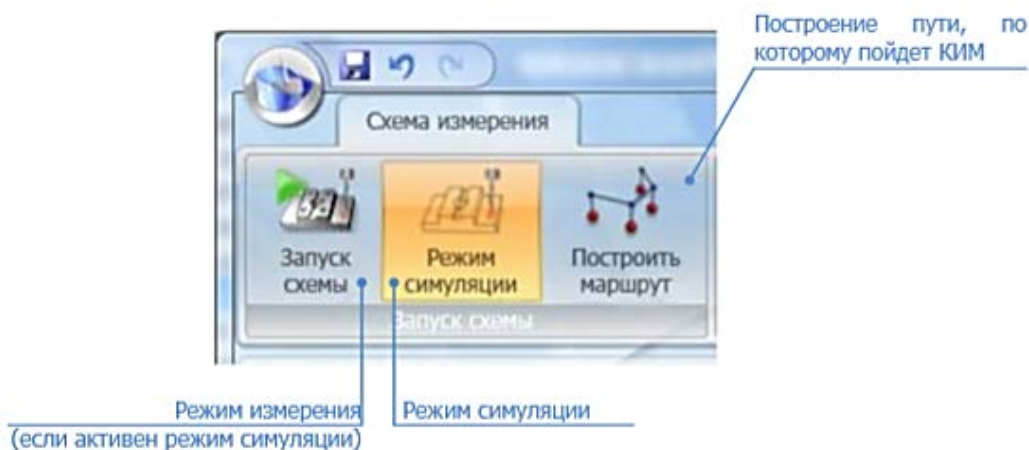 Построение пути, по
которому пойдет КИМ
Схема измерения
Запуск
схемы
Режим
симуляции
Построить
маршрут
Запуск схемы
Режим измерения
(если активен режим симуляции)
Режим симуляции